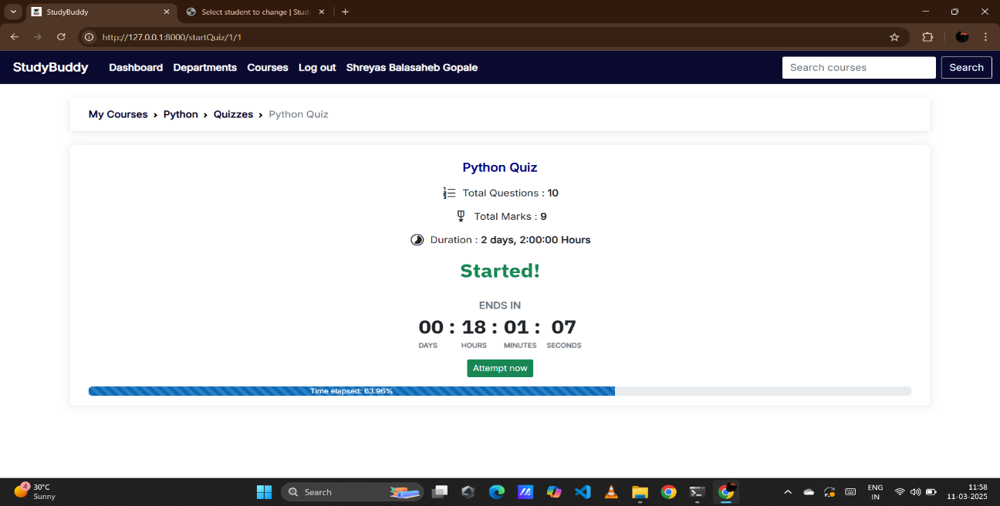 StudyBuddy
Select student to change | Stud
http://127.0.0.1:8000/startQuiz/1/1
StudyBuddy Dashboard Departments Courses Log out Shreyas Balasaheb Gopale Search courses Search
My Courses › Python › Quizzes › Python Quiz
Python Quiz
Total Questions : 10
Total Marks : 9
Duration : 2 days, 2:00:00 Hours
Started!
ENDS IN
00 : 18 : 01 : 07
DAYS HOURS MINUTES SECONDS
Attempt now
Time elapsed: 63.96%
4 30°C
Sunny
Search
ENG
IN
11:58
11-03-2025